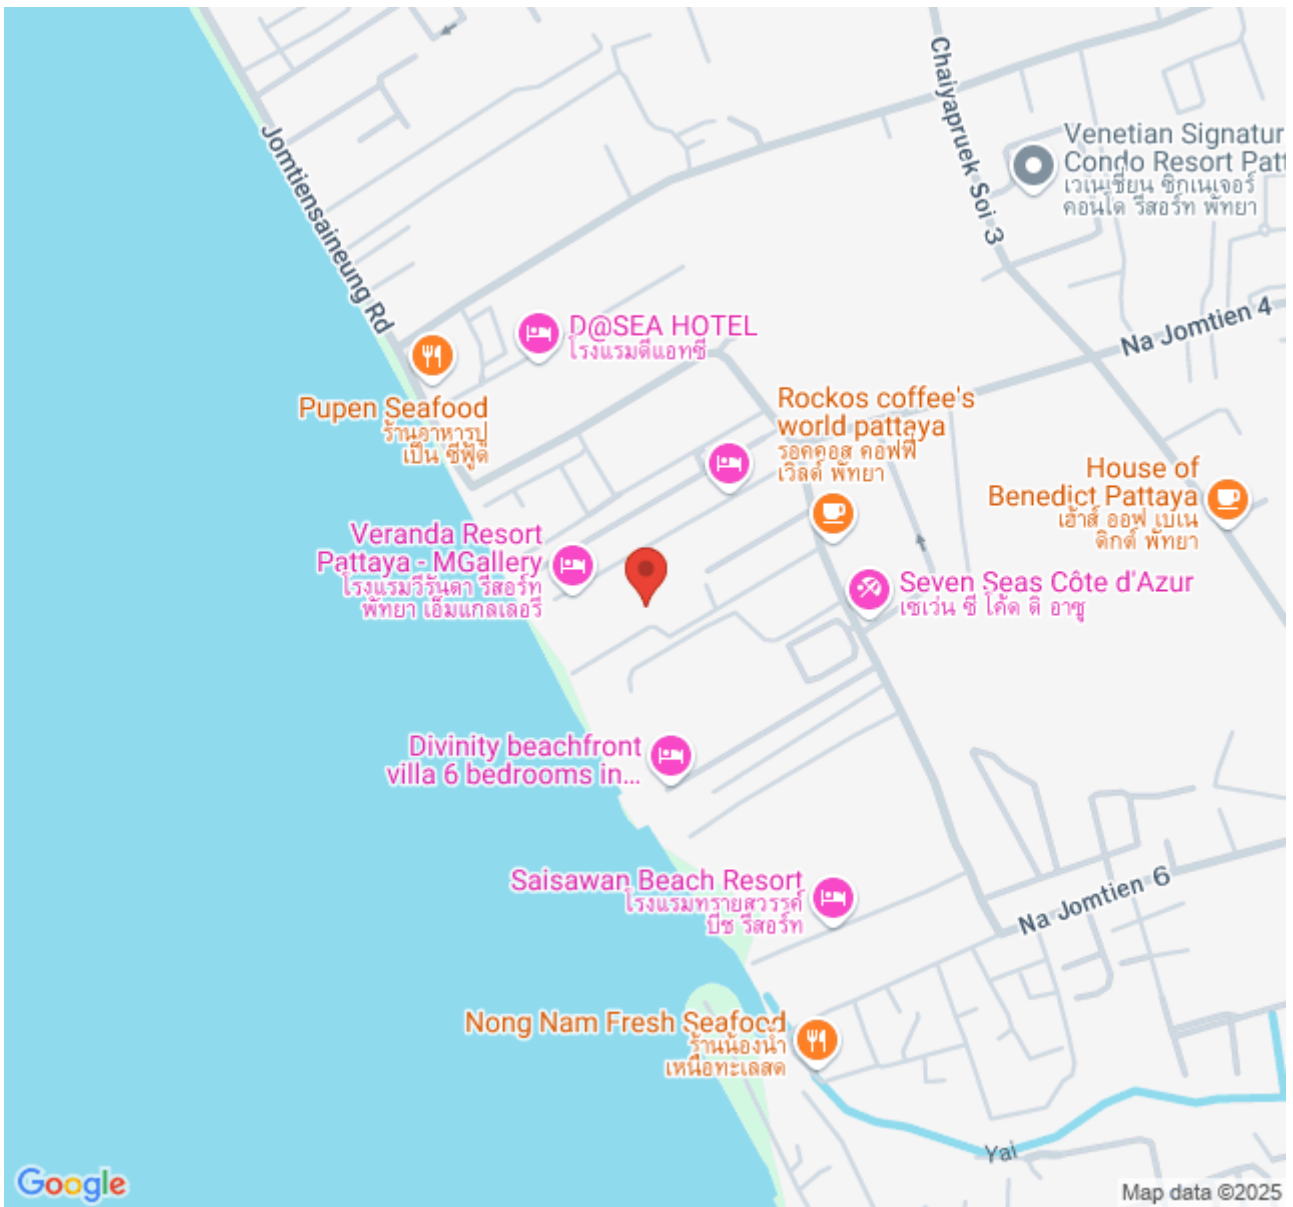 Jomtiensaineung Rd
Chaiyapruek Soi 3
Venetian Signatur
Condo Resort Patt
เวเนเชี่ยน ซิกเนเจอร์
คอนโด รีสอร์ท พัทยา
Na Jomtien 4
D@SEA HOTEL
โรงแรมดีแอทซี
Pupen Seafood
ร้านอาหารปู
เป็น ซีฟู้ด
Rockos coffee's
world pattaya
รอคคอส คอฟฟี่
เวิลด์ พัทยา
House of
Benedict Pattaya
เฮ้าส์ ออฟ เบเน
ดิกต์ พัทยา
Veranda Resort
Pattaya - MGallery
โรงแรมวีรันดา รีสอร์ท
พัทยา เอ็มแกลเลอรี
Seven Seas Côte d'Azur
เซเว่น ซี โค้ด ดิ อาซู
Divinity beachfront
villa 6 bedrooms in...
Saisawan Beach Resort
โรงแรมทรายสวรรค์
บีช รีสอร์ท
Na Jomtien 6
Nong Nam Fresh Seafood
ร้านน้องน้ำ
เหนือทะเลสด
Yai
Google
Map data ©2025